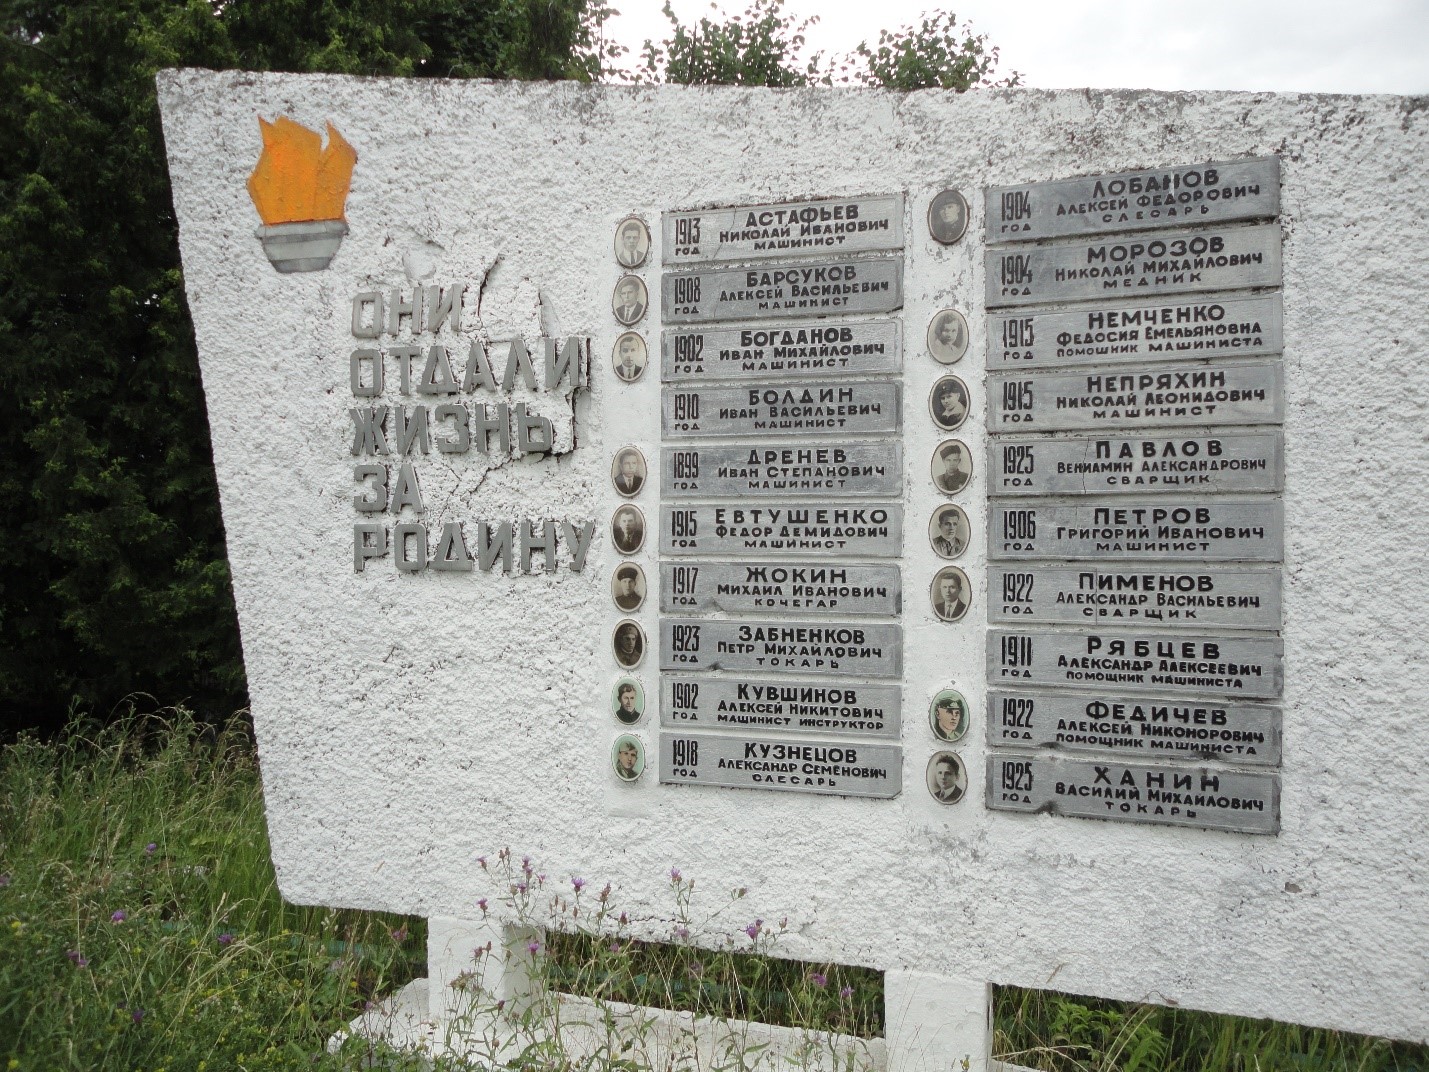 ОНИ
ОТДАЛИ
ЖИЗНЬ
ЗА
РОДИНУ
1913 ГОД
АСТАФЬЕВ
НИКОЛАЙ ИВАНОВИЧ
МАШИНИСТ
1908 ГОД
БАРСУКОВ
АЛЕКСЕЙ ВАСИЛЬЕВИЧ
МАШИНИСТ
1902 ГОД
БОГДАНОВ
ИВАН МИХАЙЛОВИЧ
МАШИНИСТ
1910 ГОД
БОЛДИН
ИВАН ВАСИЛЬЕВИЧ
МАШИНИСТ
1899 ГОД
ДРЕНЕВ
ИВАН СТЕПАНОВИЧ
МАШИНИСТ
1915 ГОД
ЕВТУШЕНКО
ФЕДОР ДЕМИДОВИЧ
МАШИНИСТ
1917 ГОД
ЖОКИН
МИХАИЛ ИВАНОВИЧ
КОЧЕГАР
1923 ГОД
ЗАБНЕНКОВ
ПЕТР МИХАЙЛОВИЧ
ТОКАРЬ
1902 ГОД
КУВШИНОВ
АЛЕКСЕЙ НИКИТОВИЧ
МАШИНИСТ ИНСТРУКТОР
1918 ГОД
КУЗНЕЦОВ
АЛЕКСАНДР СЕМЁНОВИЧ
СЛЕСАРЬ
1904 ГОД
ЛОБАНОВ
АЛЕКСЕЙ ФЕДОРОВИЧ
СЛЕСАРЬ
1904 ГОД
МОРОЗОВ
НИКОЛАЙ МИХАЙЛОВИЧ
МЕДНИК
1915 ГОД
НЕМЧЕНКО
ФЕДОСИЯ ЕМЕЛЬЯНОВНА
ПОМОШНИК МАШИНИСТА
1915 ГОД
НЕПРЯХИН
НИКОЛАЙ ЛЕОНИДОВИЧ
МАШИНИСТ
1925 ГОД
ПАВЛОВ
ВЕНИАМИН АЛЕКСАНДРОВИЧ
СВАРЩИК
1906 ГОД
ПЕТРОВ
ГРИГОРИЙ ИВАНОВИЧ
МАШИНИСТ
1922 ГОД
ПИМЕНОВ
АЛЕКСАНДР ВАСИЛЬЕВИЧ
СВАРЩИК
1911 ГОД
РЯБЦЕВ
АЛЕКСАНДР АЛЕКСЕЕВИЧ
ПОМОЩНИК МАШИНИСТА
1922 ГОД
ФЕДИЧЕВ
АЛЕКСЕЙ НИКОНОРОВИЧ
ПОМОЩНИК МАШИНИСТА
1925 ГОД
ХАНИН
ВАСИЛИЙ МИХАЙЛОВИЧ
ТОКАРЬ